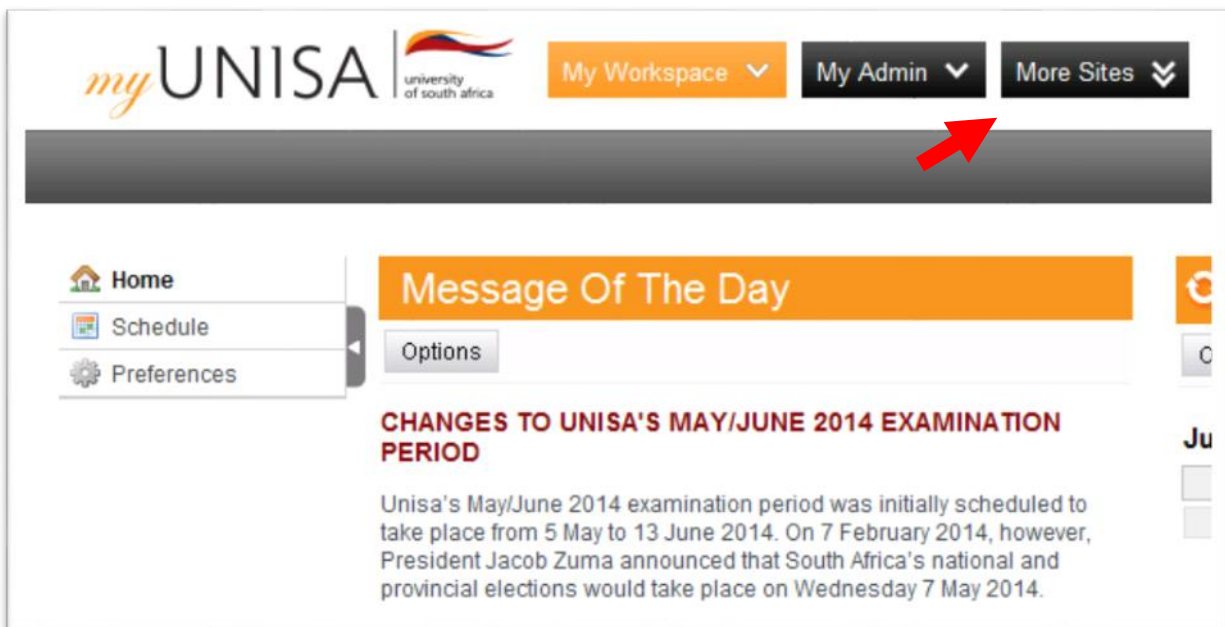 myUNISA
university
of south africa
My Workspace
My Admin
More Sites
Home
Schedule
Preferences
Message Of The Day
Options
CHANGES TO UNISA'S MAY/JUNE 2014 EXAMINATION
PERIOD
Unisa's May/June 2014 examination period was initially scheduled to
take place from 5 May to 13 June 2014. On 7 February 2014, however,
President Jacob Zuma announced that South Africa's national and
provincial elections would take place on Wednesday 7 May 2014.
Ju